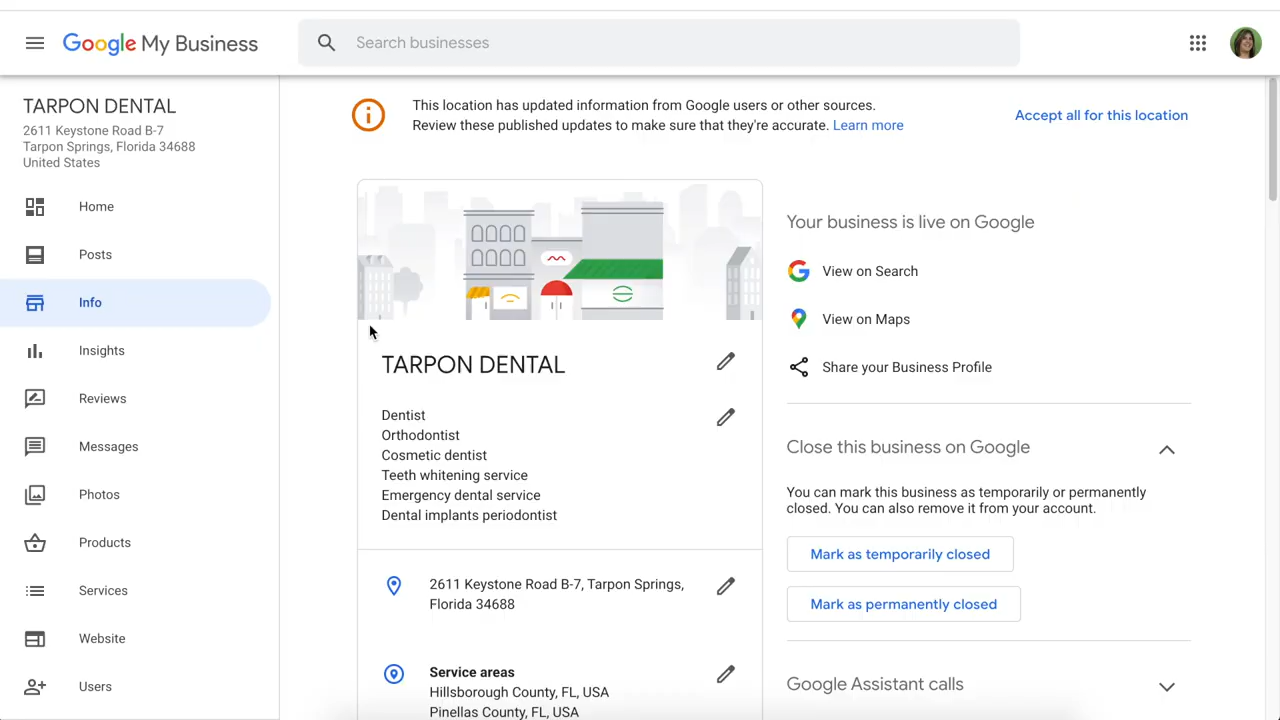 Google My Business
Search businesses
TARPON DENTAL
2611 Keystone Road B-7
Tarpon Springs, Florida 34688
United States
Home
Posts
Info
Insights
Reviews
Messages
Photos
Products
Services
Website
Users
This location has updated information from Google users or other sources.
Review these published updates to make sure that they're accurate. Learn more
Accept all for this location
TARPON DENTAL
Dentist
Orthodontist
Cosmetic dentist
Teeth whitening service
Emergency dental service
Dental implants periodontist
2611 Keystone Road B-7, Tarpon Springs,
Florida 34688
Service areas
Hillsborough County, FL, USA
Pinellas County, FL, USA
Your business is live on Google
View on Search
View on Maps
Share your Business Profile
Close this business on Google
You can mark this business as temporarily or permanently
closed. You can also remove it from your account.
Mark as temporarily closed
Mark as permanently closed
Google Assistant calls